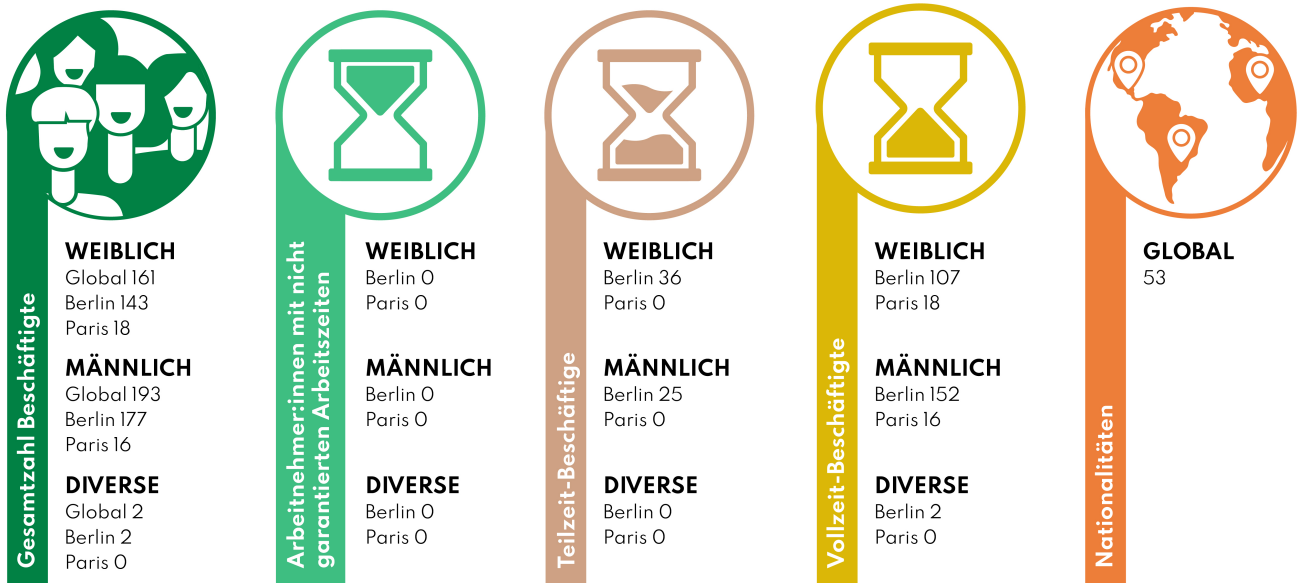 Gesamtzahl Beschäftigte
WEIBLICH
Global 161
Berlin 143
Paris 18
MÄNNLICH
Global 193
Berlin 177
Paris 16
DIVERSE
Global 2
Berlin 2
Paris 0
Arbeitnehmer:innen mit nicht
garantierten Arbeitszeiten
WEIBLICH
Berlin 0
Paris 0
MÄNNLICH
Berlin 0
Paris 0
DIVERSE
Berlin 0
Paris 0
Teilzeit-Beschäftige
WEIBLICH
Berlin 36
Paris 0
MÄNNLICH
Berlin 25
Paris 0
DIVERSE
Berlin 0
Paris 0
Vollzeit-Beschäftigte
WEIBLICH
Berlin 107
Paris 18
MÄNNLICH
Berlin 152
Paris 16
DIVERSE
Berlin 2
Paris 0
Nationalitäten
GLOBAL
53